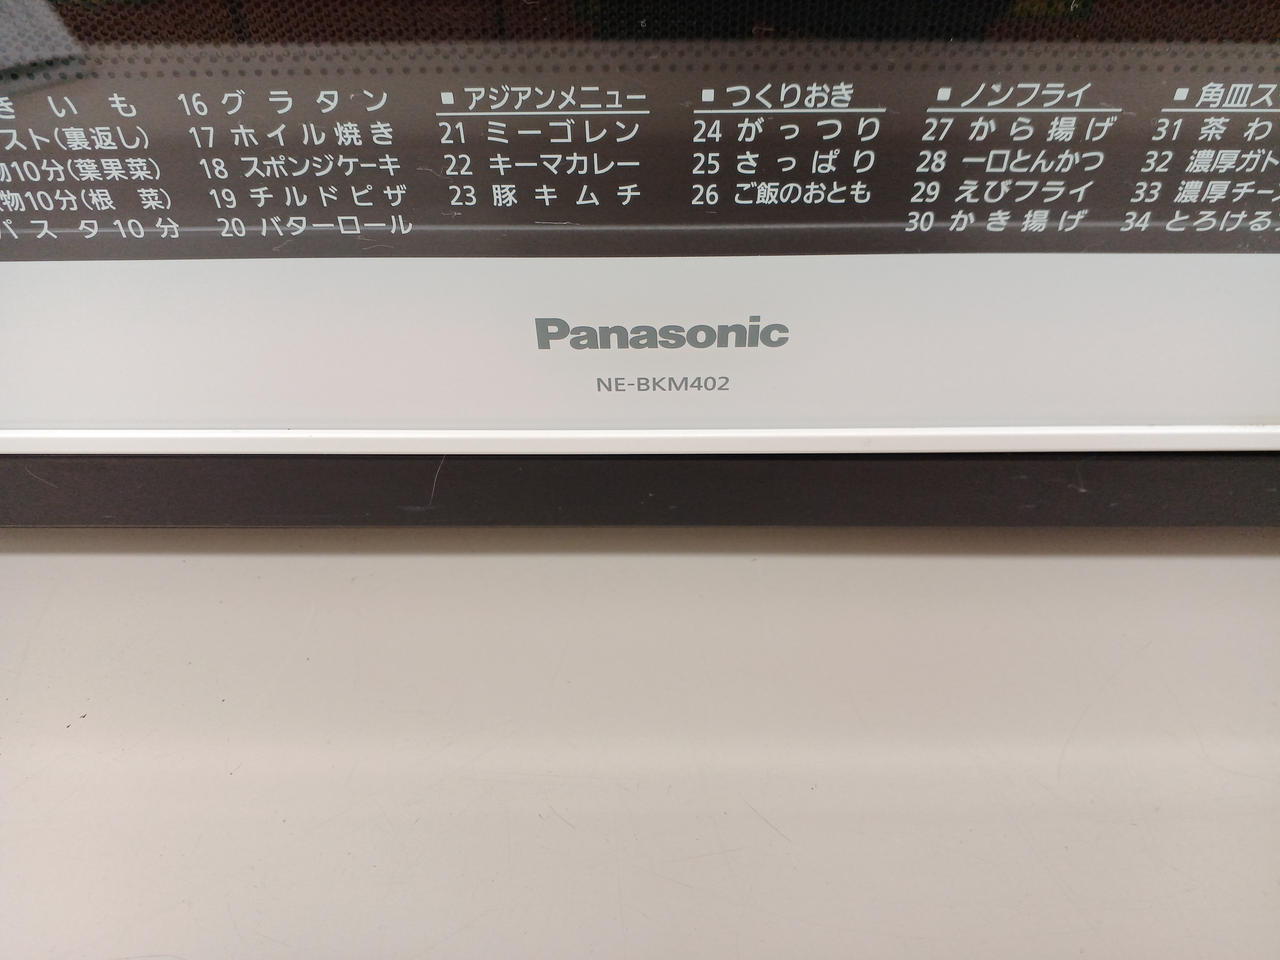 きいも
スト(裏返し)
物10分(葉果菜)
物10分(根 菜)
パスタ10分
16 グラタン
17 ホイル焼き
18 スポンジケーキ
19 チルドピザ
20 バターロール
■ アジアンメニュー
21 ミーゴレン
22 キーマカレー
23 豚キムチ
■ つくりおき
24 がっつり
25 さっぱり
26 ご飯のおとも
■ ノンフライ
27 から揚げ
28 一口とんかつ
29 えびフライ
30 かき揚げ
■ 角皿ス
31 茶わ
32 濃厚ガト
33 濃厚チー
34 とろける
Panasonic
NE-BKM402